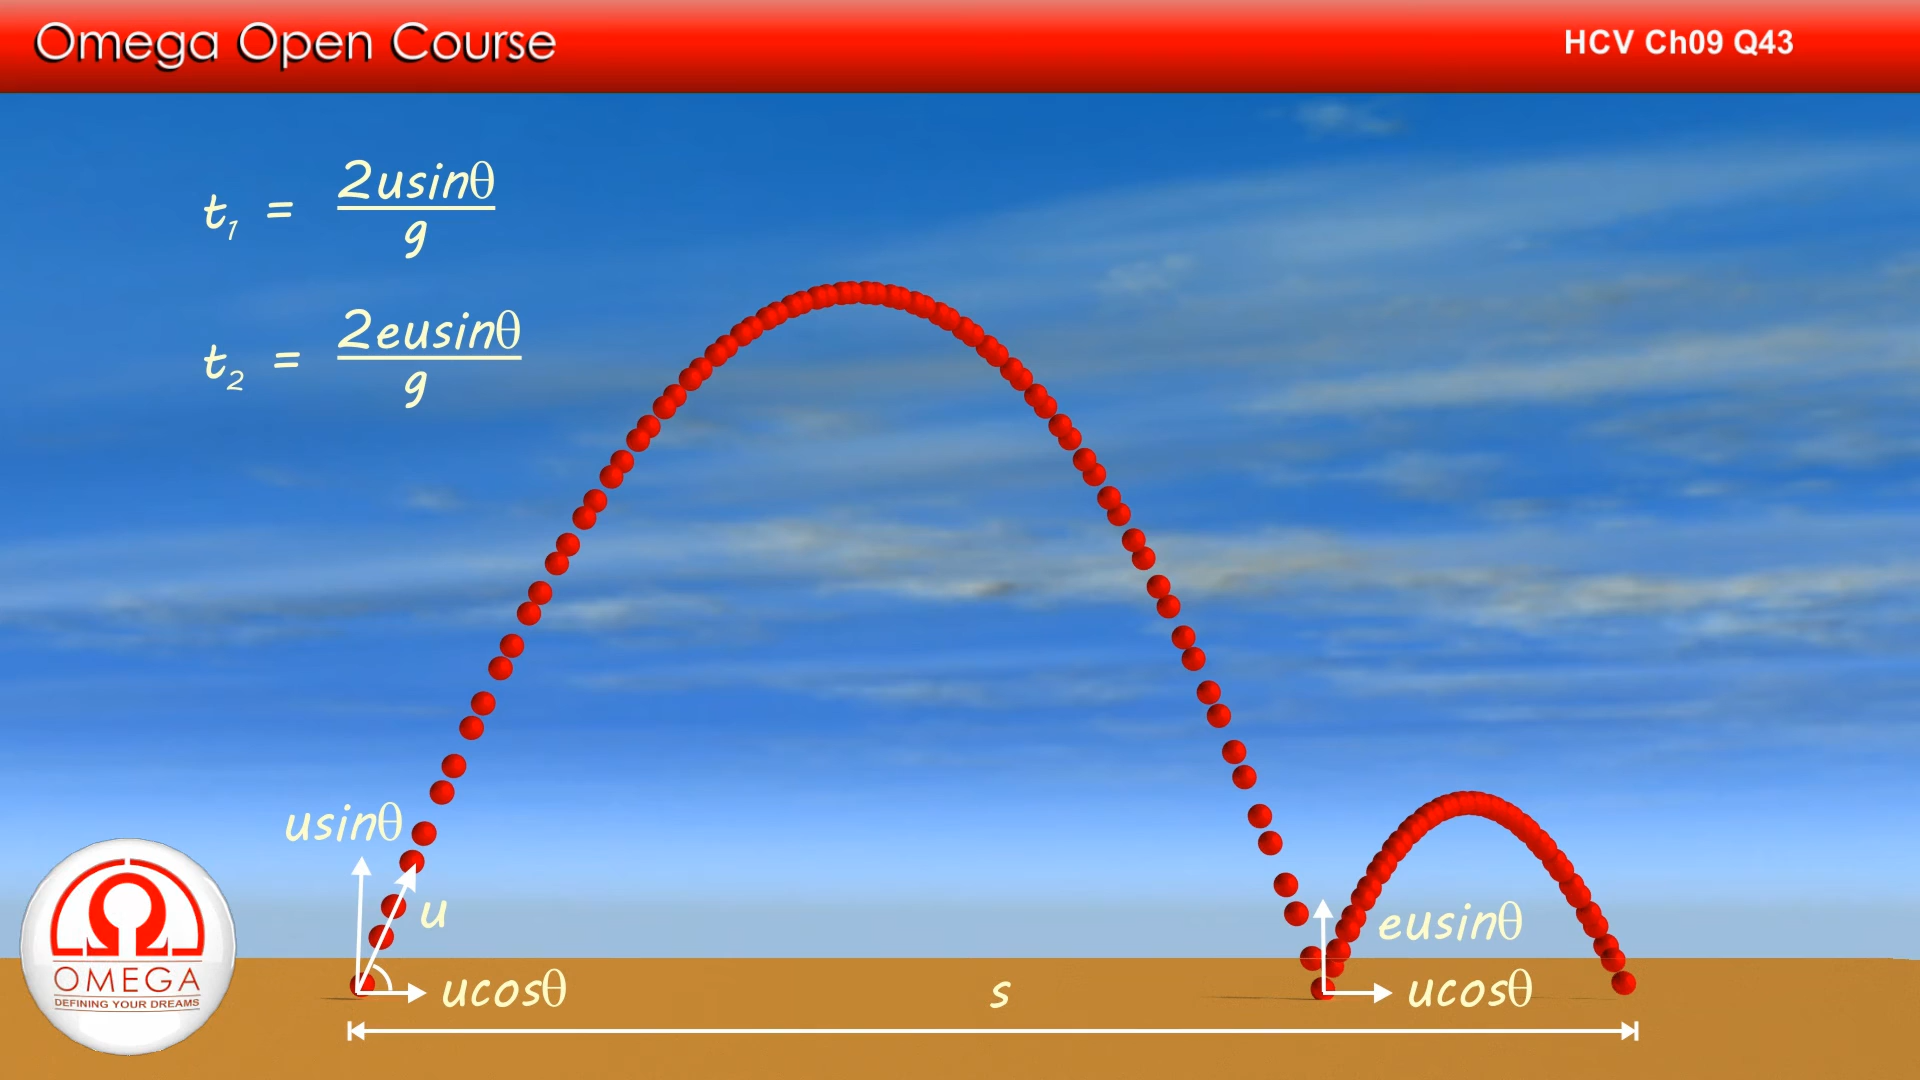 Omega Open Course
HCV Ch09 Q43
t₁ = 2usinθ/g
t₂ = 2eusinθ/g
usinθ
u
ucosθ
s
eusinθ
ucosθ
OMEGA
DEFINING YOUR DREAMS